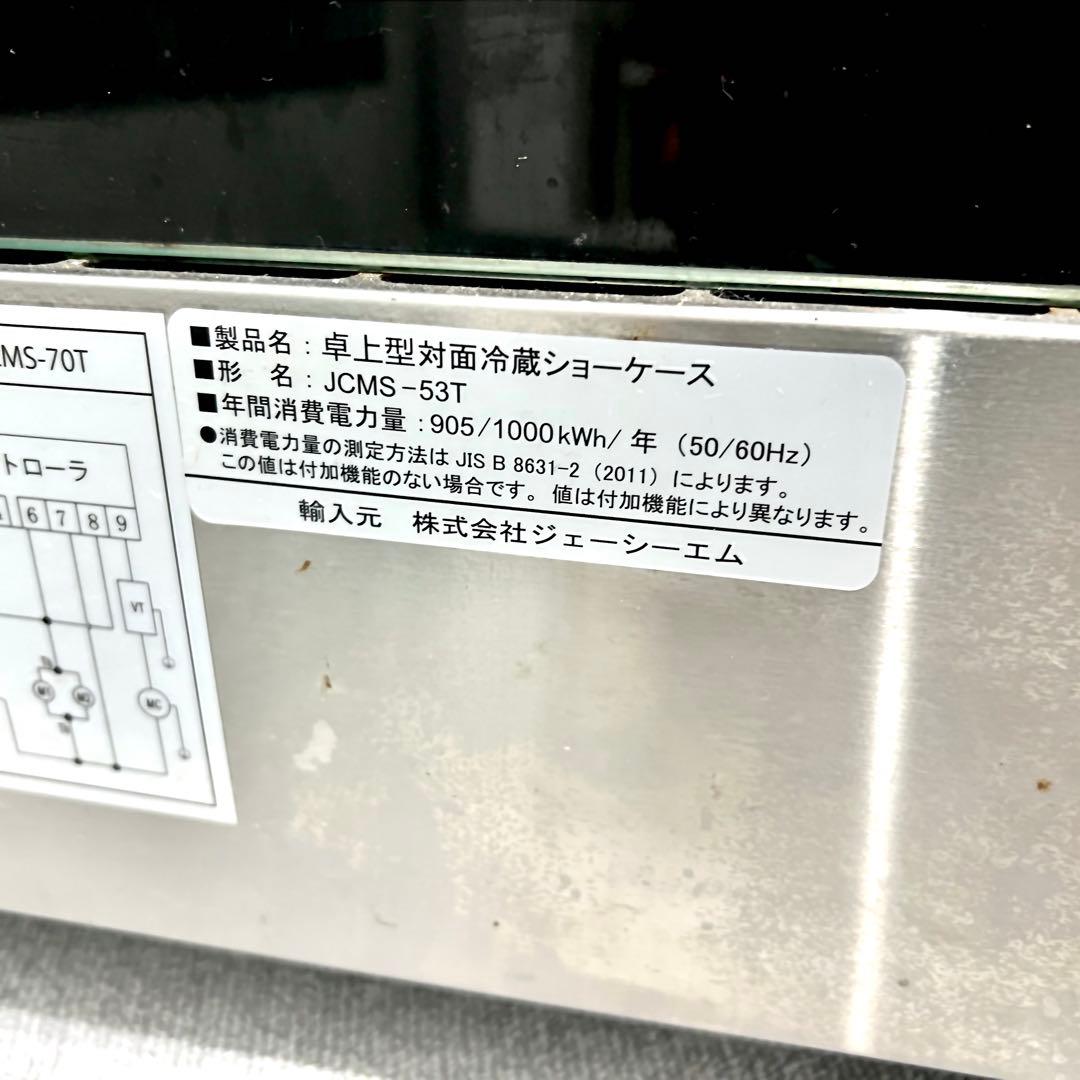 MS-70T
トローラ
6 7 8 9
VT
M1 M2 MC
■製品名：卓上型対面冷蔵ショーケース
■形　名：JCMS-53T
■年間消費電力量：905/1000kWh/年（50/60Hz）
●消費電力量の測定方法は JIS B 8631-2（2011）によります。
この値は付加機能のない場合です。値は付加機能により異なります。
輸入元　株式会社ジェーシーエム